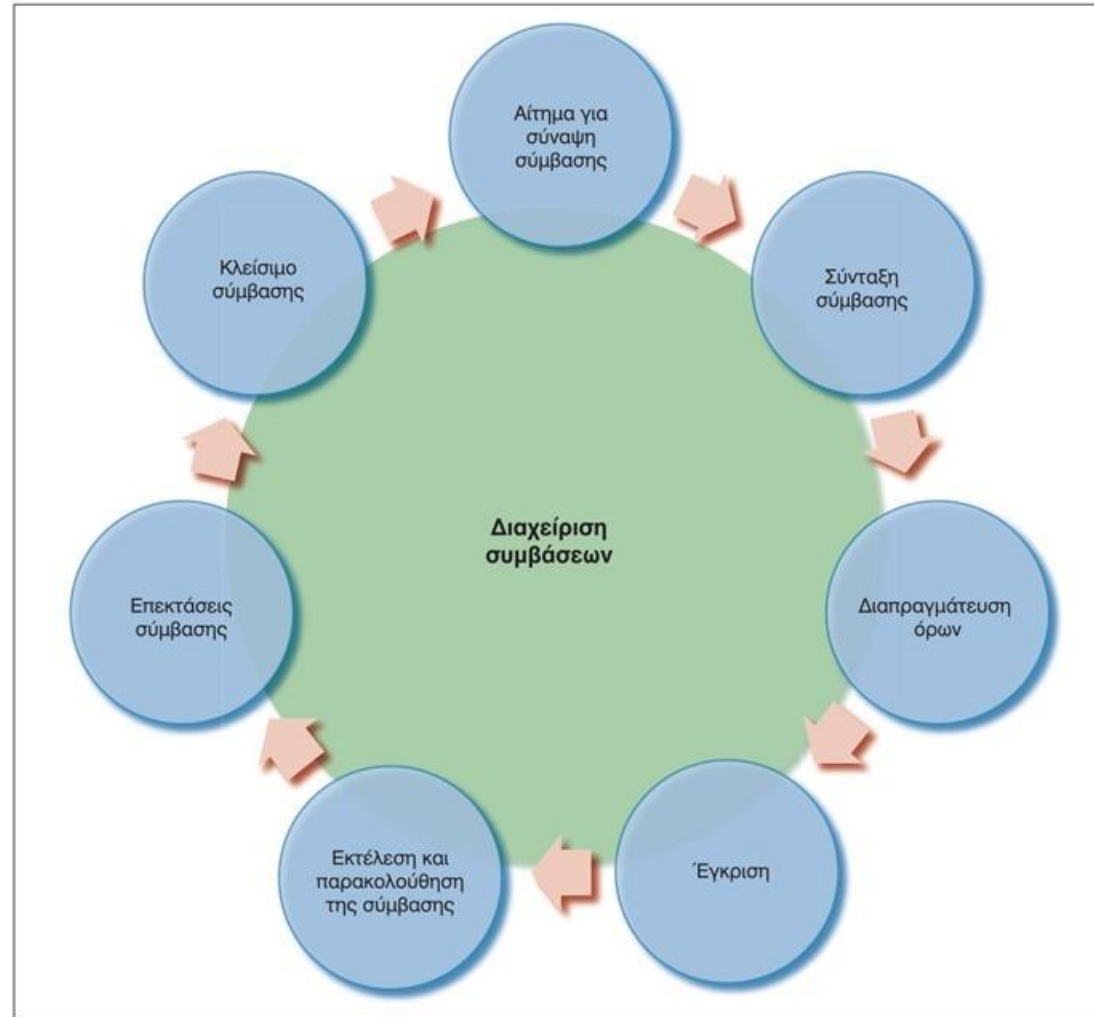 Αίτημα για
σύναψη
σύμβασης
Σύνταξη
σύμβασης
Διαπραγμάτευση
όρων
Έγκριση
Εκτέλεση και
παρακολούθηση
της σύμβασης
Επεκτάσεις
σύμβασης
Κλείσιμο
σύμβασης
Διαχείριση
συμβάσεων